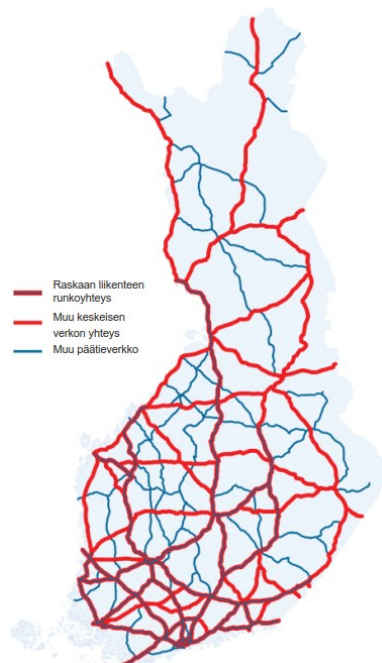 Raskaan liikenteen
runkoyhteys
Muu keskeisen
verkon yhteys
Muu päätieverkko